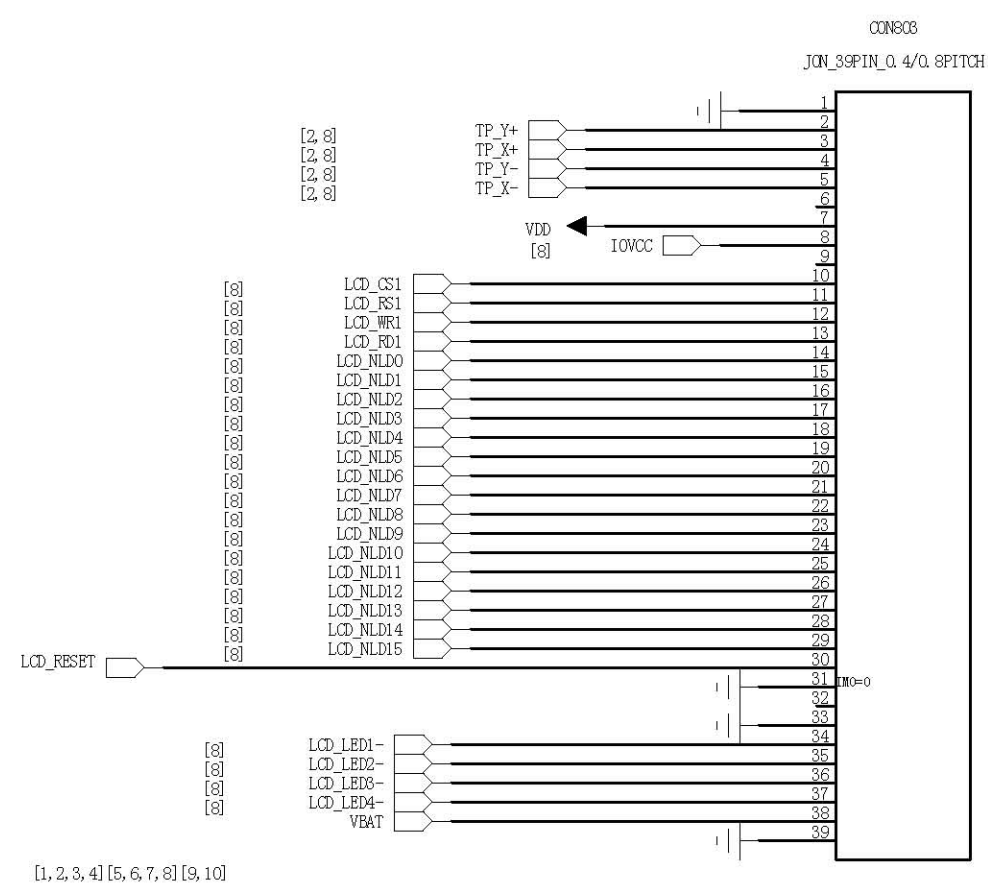 CON803
JON_39PIN_0.4/0.8PITCH
1
[2,8] TP_Y+ 2
[2,8] TP_X+ 3
[2,8] TP_Y- 4
[2,8] TP_X- 5
6
VDD 7
[8] IOVCC 8
9
[8] LCD_CS1 10
[8] LCD_RS1 11
[8] LCD_WR1 12
[8] LCD_RD1 13
[8] LCD_NLD0 14
[8] LCD_NLD1 15
[8] LCD_NLD2 16
[8] LCD_NLD3 17
[8] LCD_NLD4 18
[8] LCD_NLD5 19
[8] LCD_NLD6 20
[8] LCD_NLD7 21
[8] LCD_NLD8 22
[8] LCD_NLD9 23
[8] LCD_NLD10 24
[8] LCD_NLD11 25
[8] LCD_NLD12 26
[8] LCD_NLD13 27
[8] LCD_NLD14 28
[8] LCD_NLD15 29
LCD_RESET 30
31 IM0=0
32
33
[8] LCD_LED1- 34
[8] LCD_LED2- 35
[8] LCD_LED3- 36
[8] LCD_LED4- 37
VBAT 38
39
[1,2,3,4][5,6,7,8][9,10]